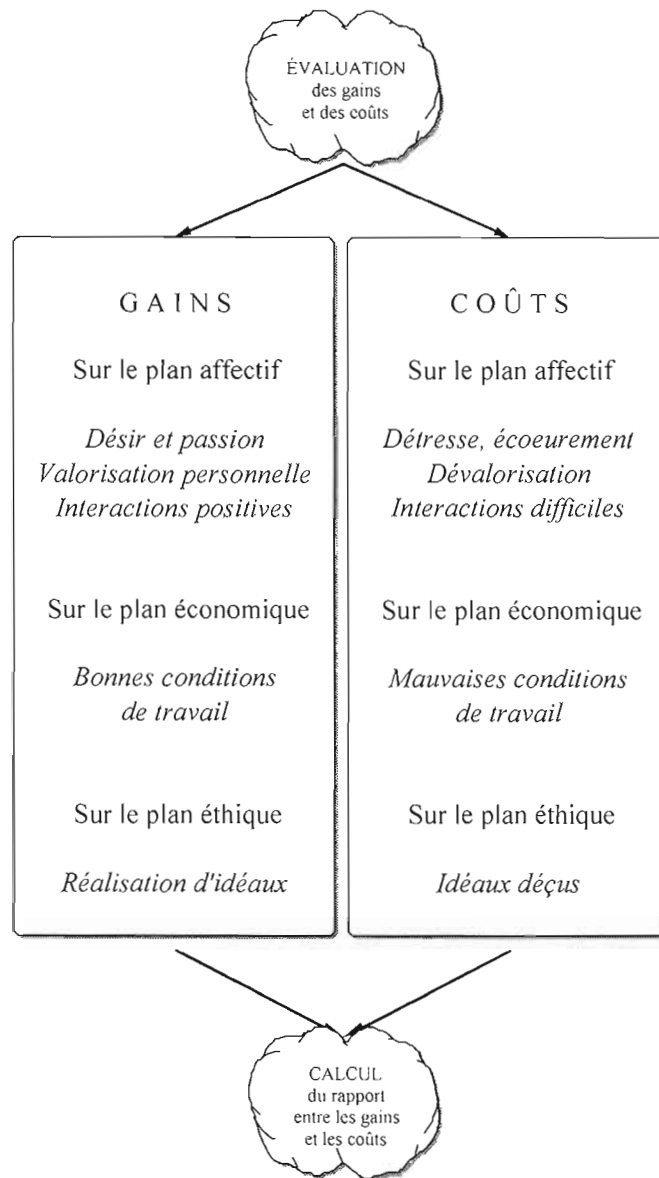 ÉVALUATION
des gains
et des coûts
GAINS
Sur le plan affectif
Désir et passion
Valorisation personnelle
Interactions positives
Sur le plan économique
Bonnes conditions
de travail
Sur le plan éthique
Réalisation d'idéaux
COÛTS
Sur le plan affectif
Détresse, écoeurement
Dévalorisation
Interactions difficiles
Sur le plan économique
Mauvaises conditions
de travail
Sur le plan éthique
Idéaux déçus
CALCUL
du rapport
entre les gains
et les coûts